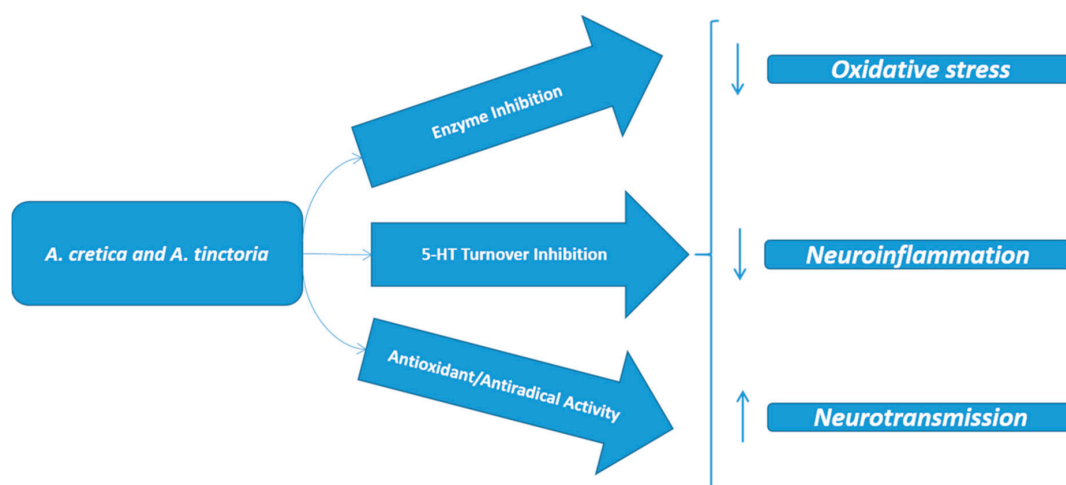 A. cretica and A. tinctoria
Enzyme Inhibition
5-HT Turnover Inhibition
Antioxidant/Antiradical Activity
Oxidative stress
Neuroinflammation
Neurotransmission